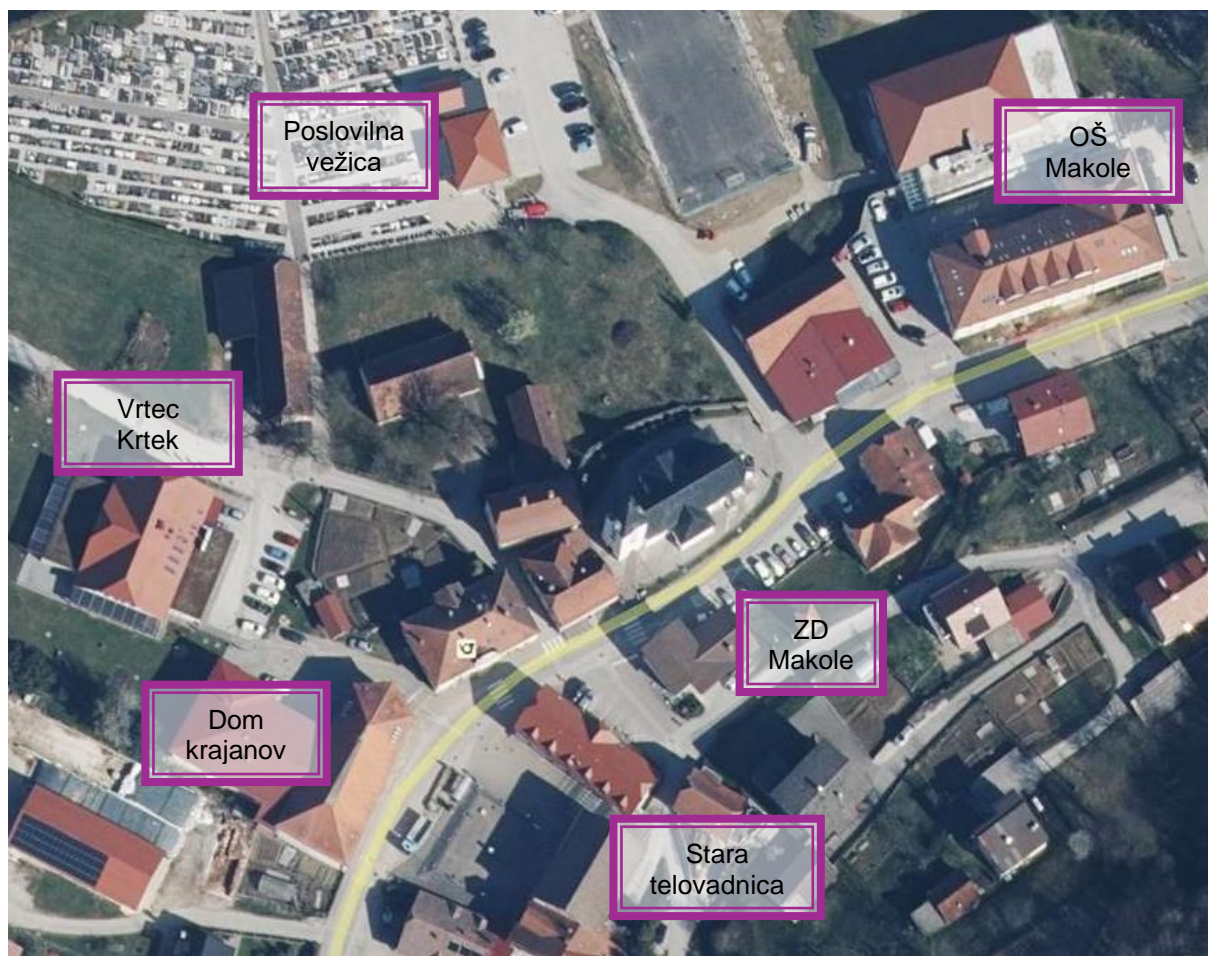 Poslovilna
vežica
OŠ
Makole
Vrtec
Krtek
ZD
Makole
Dom
krajanov
Stara
telovadnica